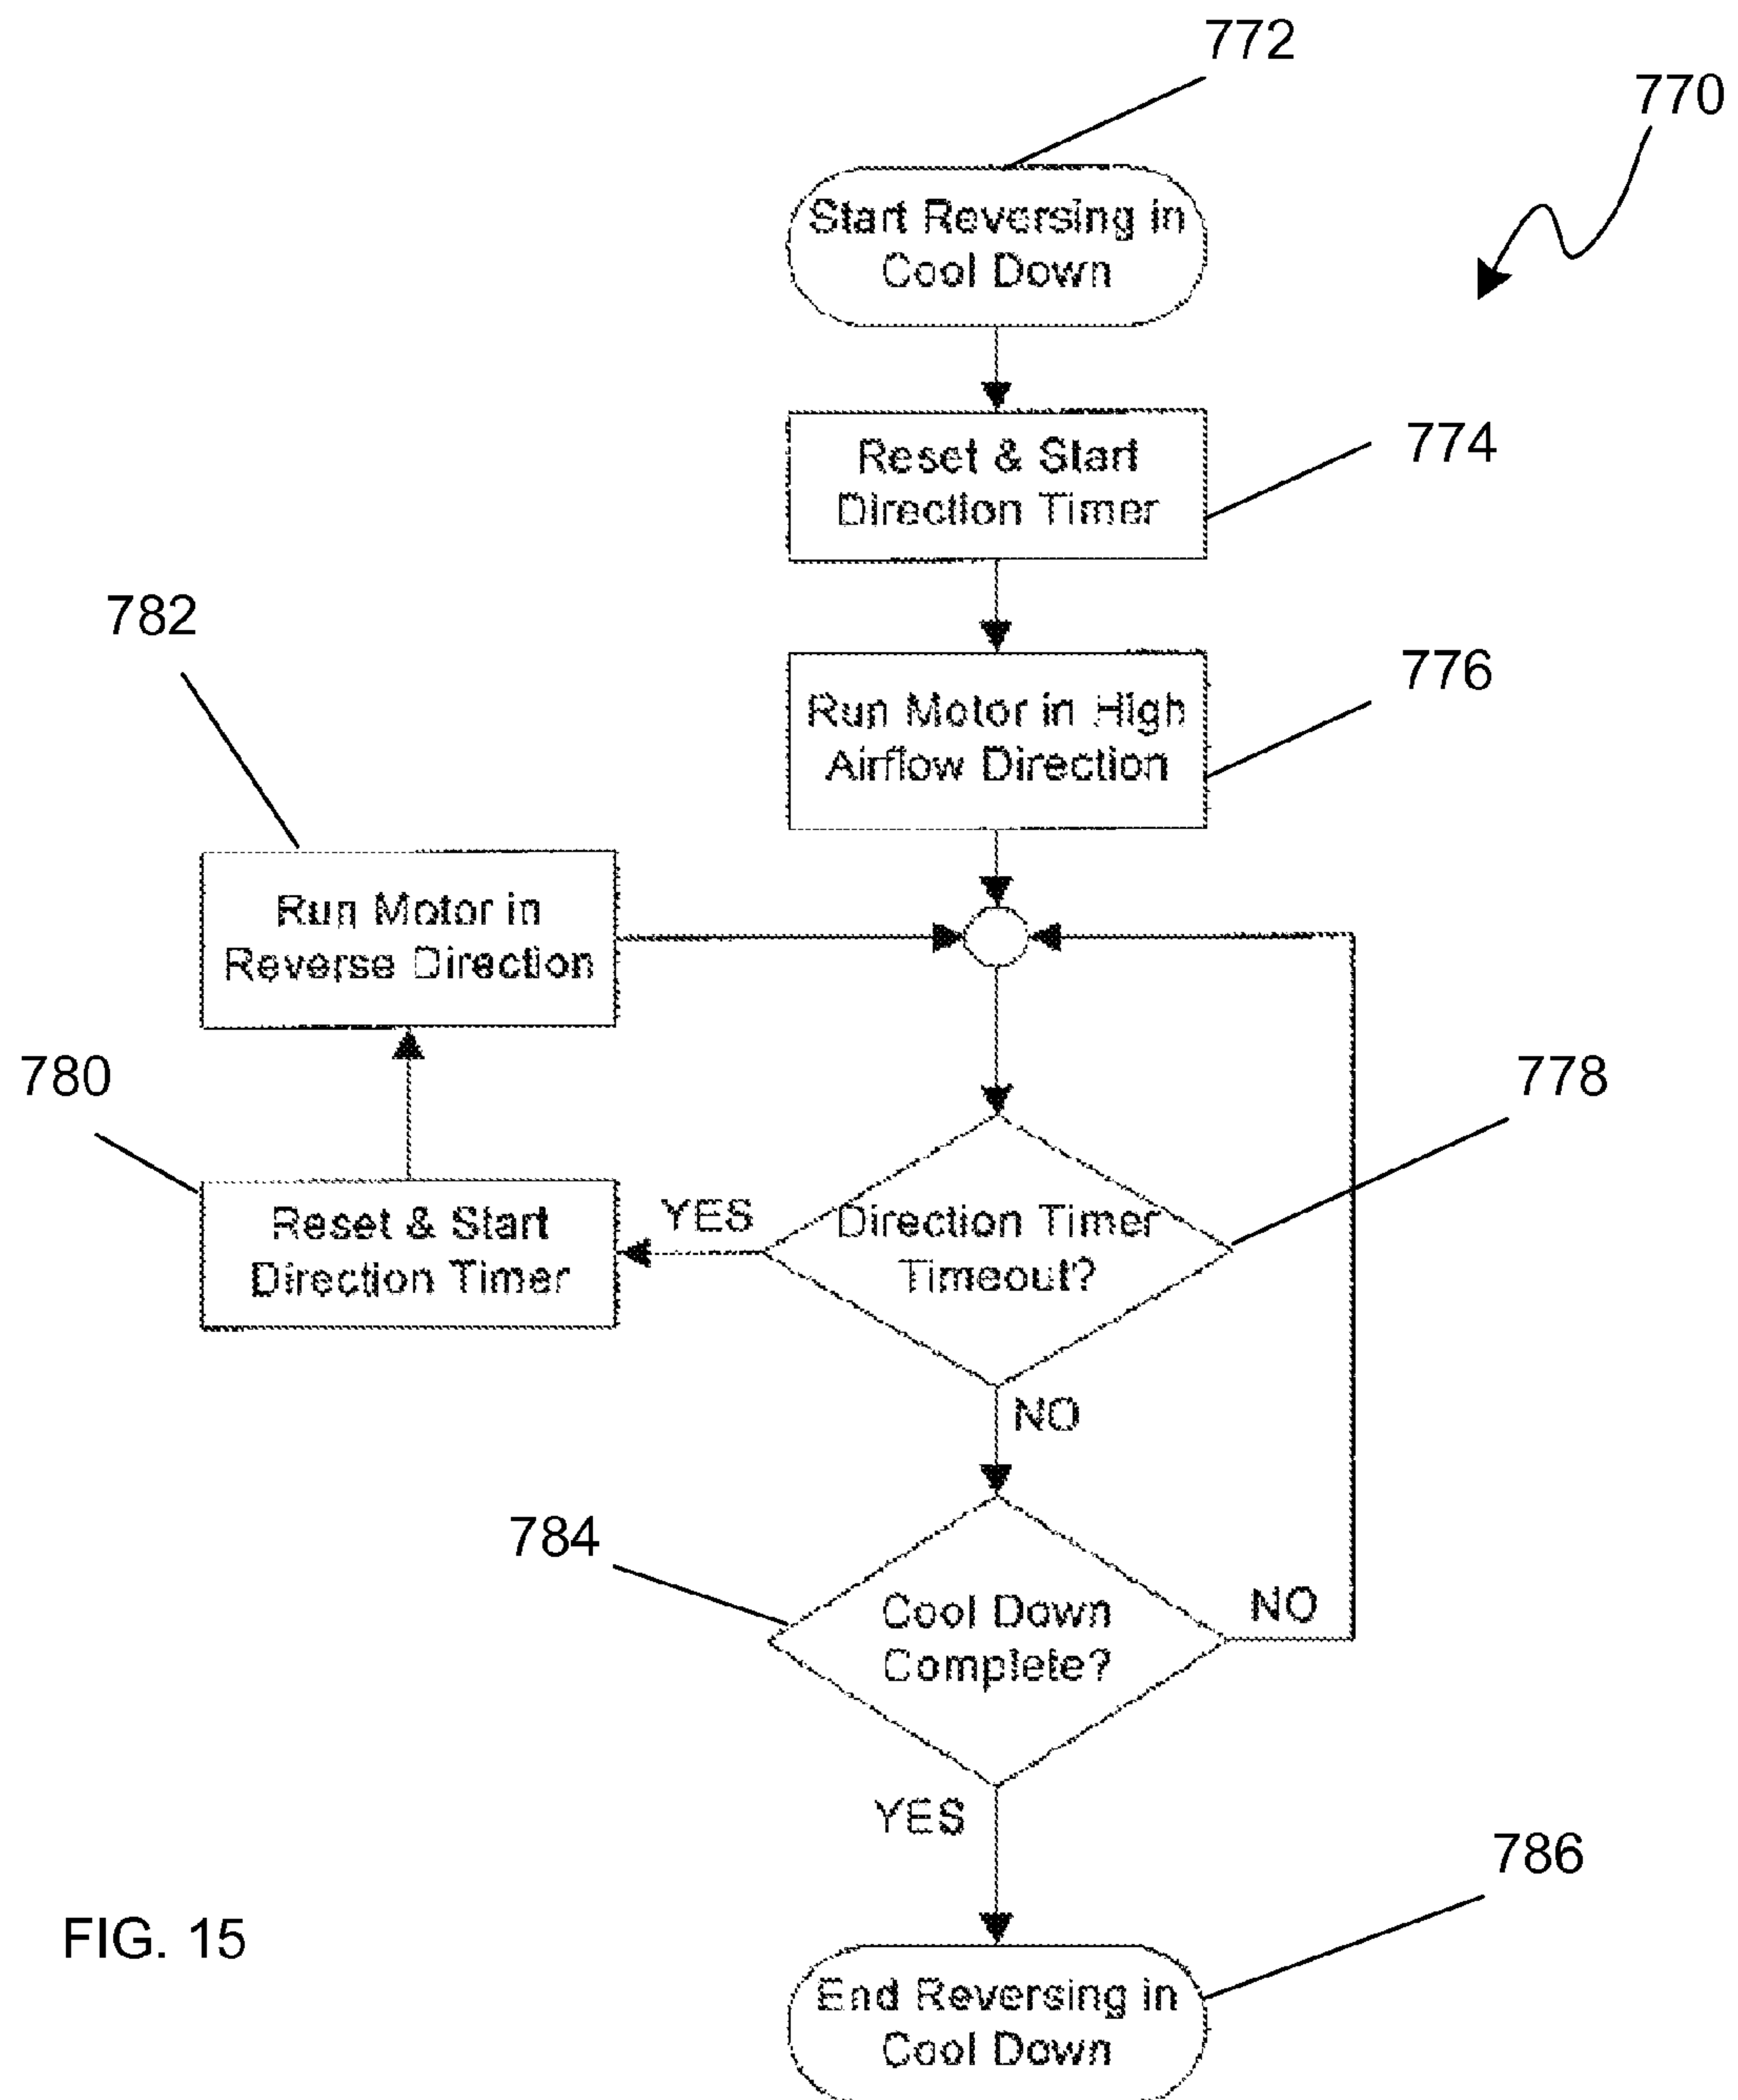 772
770
Start Reversing in
Cool Down
Reset & Start
Direction Timer
774
Run Motor in High
Airflow Direction
776
782
Run Motor in
Reverse Direction
780
Reset & Start
Direction Timer
YES
Direction Timer
Timeout?
778
NO
784
Cool Down
Complete?
NO
YES
786
End Reversing in
Cool Down
FIG. 15